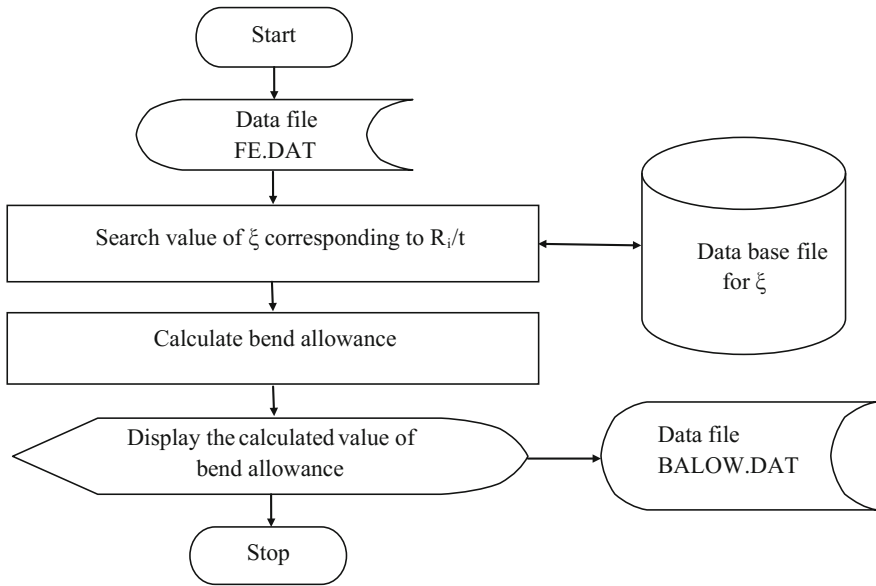 Start
Data file
FE.DAT
Search value of ξ corresponding to Rᵢ/t
Data base file
for ξ
Calculate bend allowance
Display the calculated value of
bend allowance
Data file
BALOW.DAT
Stop